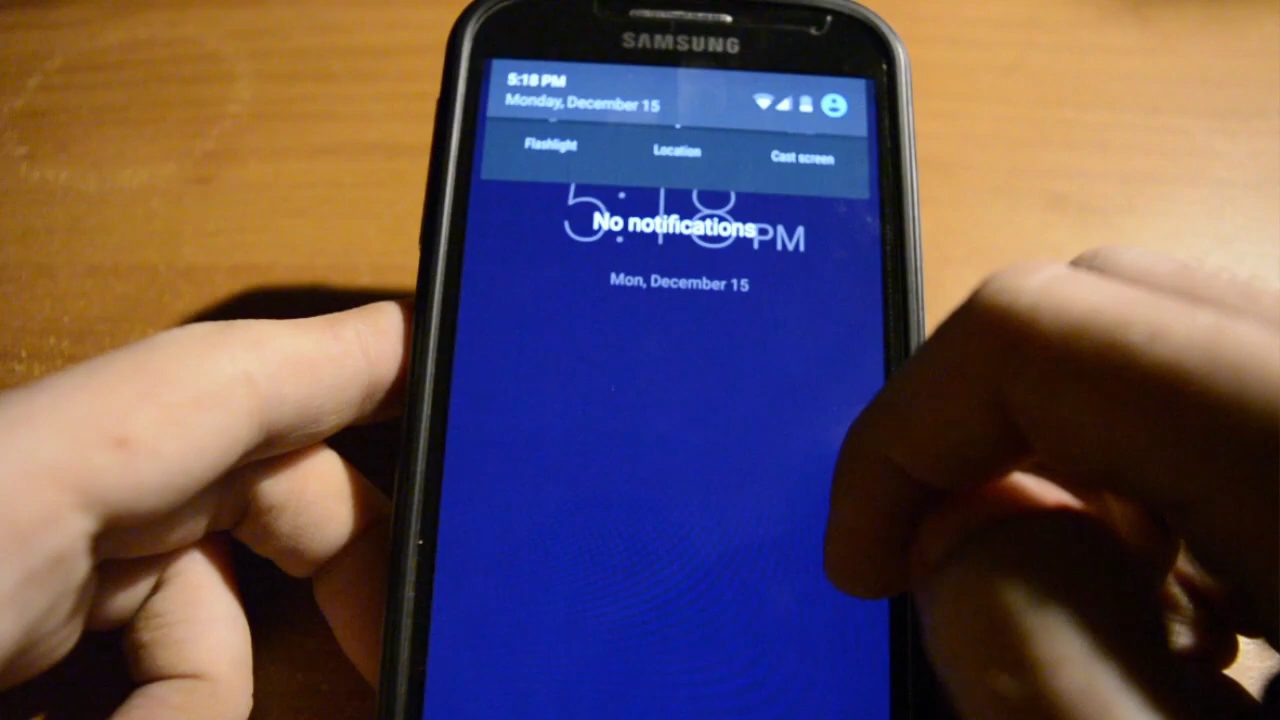 SAMSUNG
5:18 PM
Monday, December 15
Flashlight
Location
Cast screen
5:18 PM
No notifications
Mon, December 15